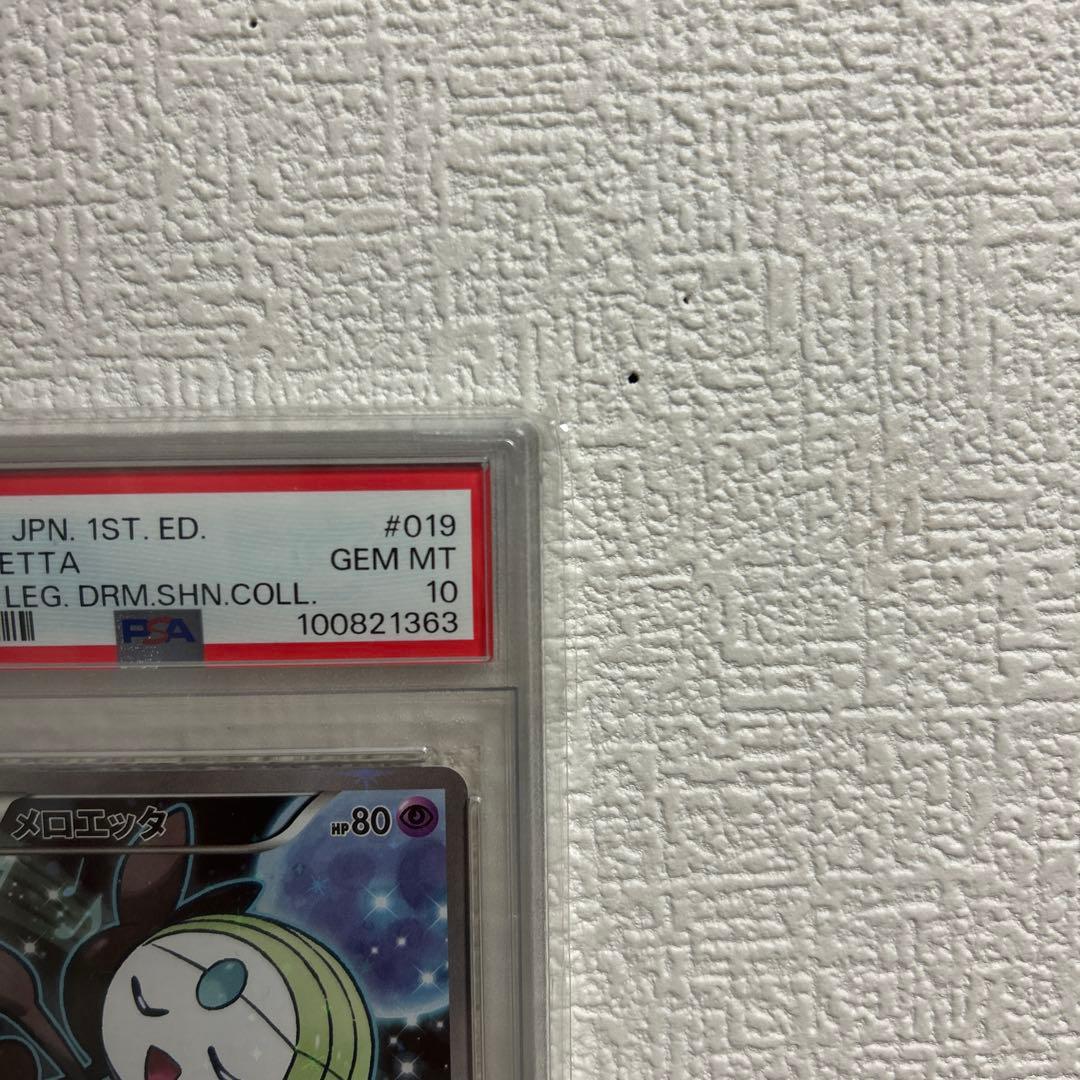 JPN. 1ST. ED. #019
ETTA GEM MT
LEG. DRM.SHN.COLL. 10
PSA 100821363
メロエッタ HP80